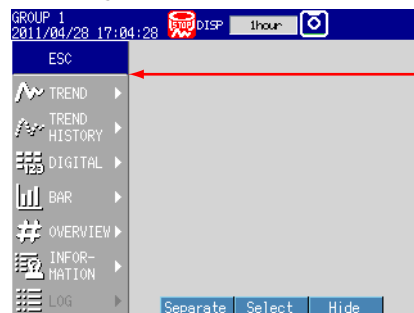 GROUP 1
2011/04/28 17:04:28 STOP DISP 1hour
ESC
TREND
TREND
HISTORY
123 DIGITAL
BAR
OVERVIEW
INFOR-
MATION
LOG
Separate Select Hide